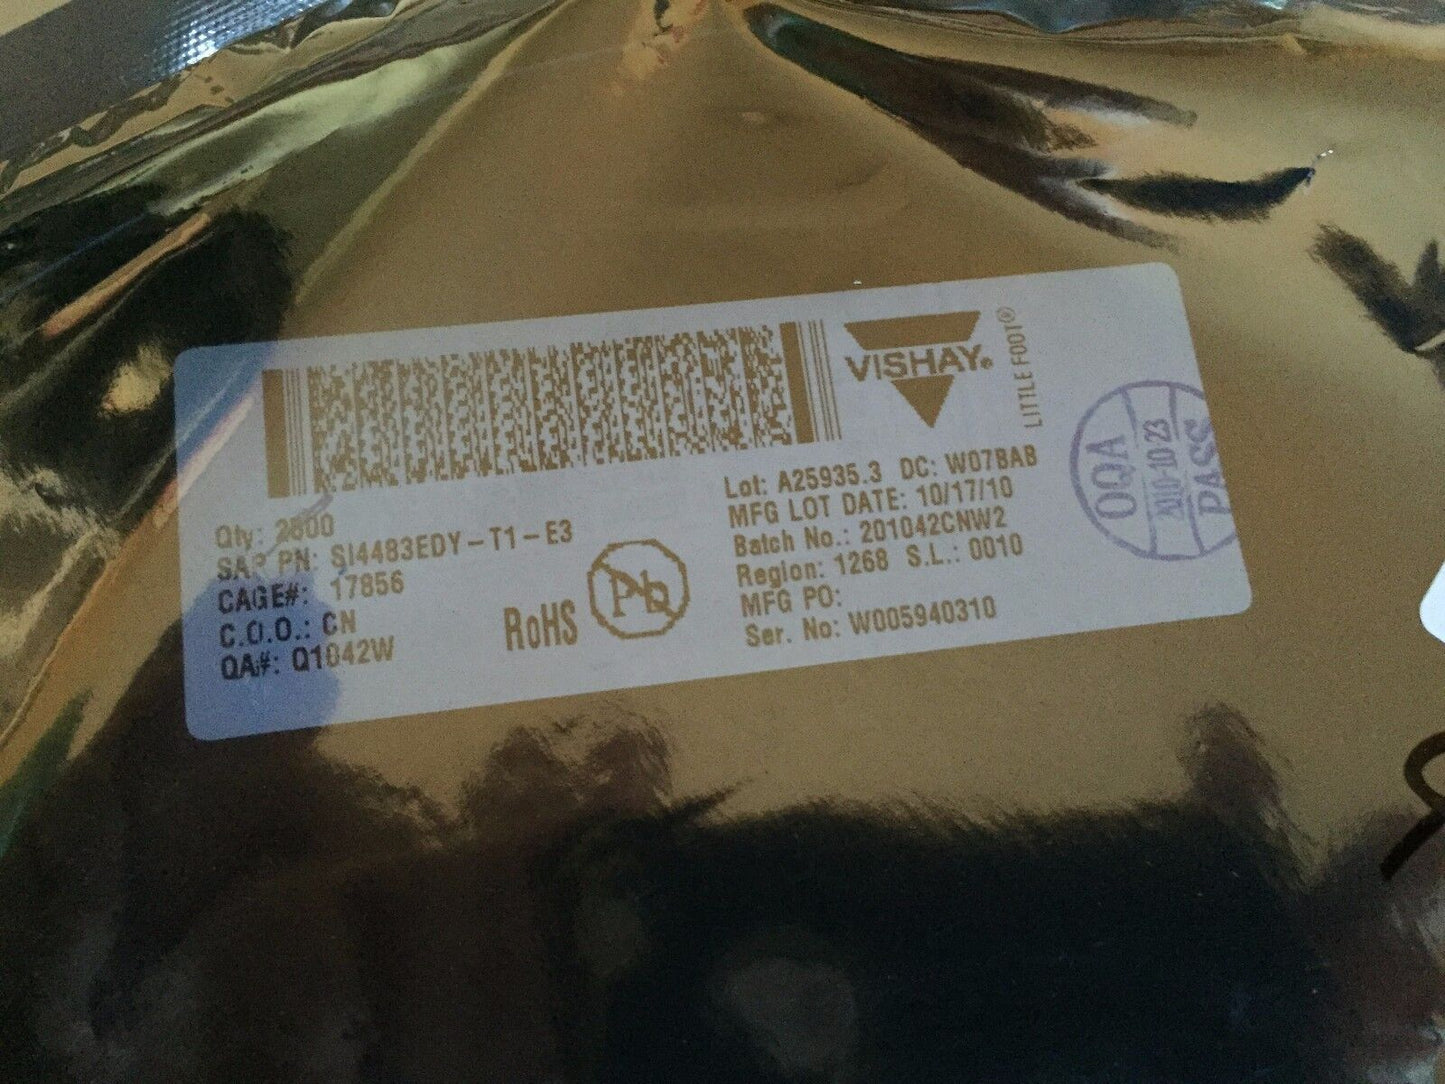 VISHAY®
LITTLE FOOT®
Qty: 2500
SAP PN: SI4483EDY-T1-E3
CAGE#: 17856
C.O.O.: CN
QA#: Q1042W
RoHS
Pb
Lot: A25935.3 DC: W07BAB
MFG LOT DATE: 10/17/10
Batch No.: 201042CNW2
Region: 1268 S.L.: 0010
MFG PO:
Ser. No: W005940310
OQA
2010-10-23
PASS